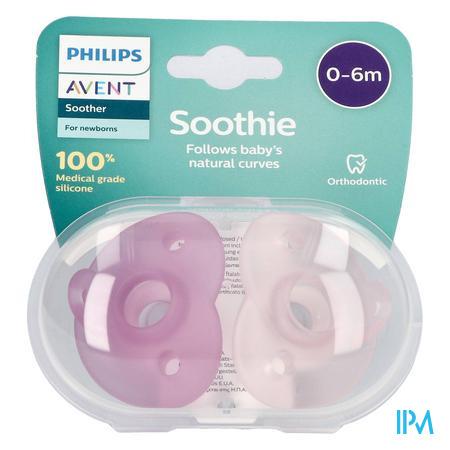 PHILIPS
AVENT
Soother
For newborns
0-6m
Soothie
Follows baby's
natural curves
100%
Medical grade
silicone
Orthodontic
E.U.A.
IPM